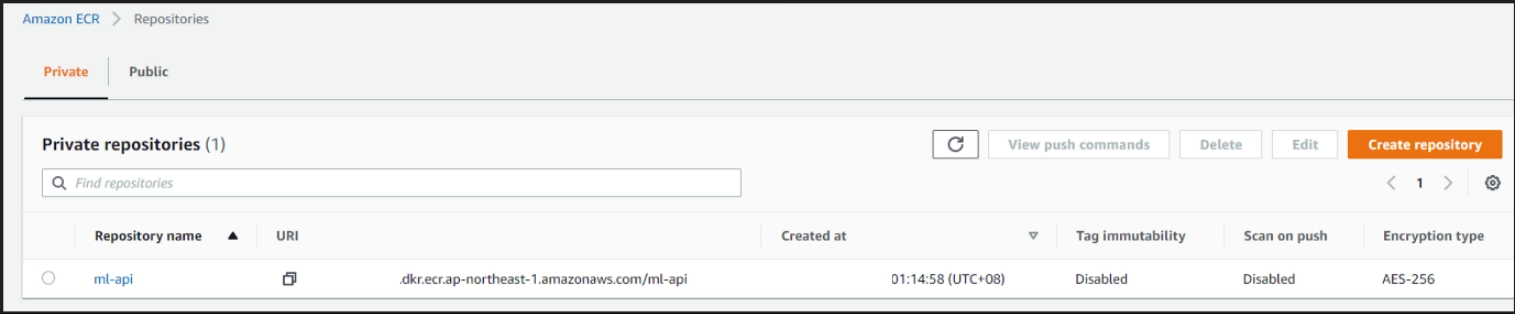 Amazon ECR > Repositories
Private Public
Private repositories (1) View push commands Delete Edit Create repository
Find repositories < 1 >
Repository name ▲ URI Created at ▽ Tag immutability Scan on push Encryption type
ml-api .dkr.ecr.ap-northeast-1.amazonaws.com/ml-api 01:14:58 (UTC+08) Disabled Disabled AES-256